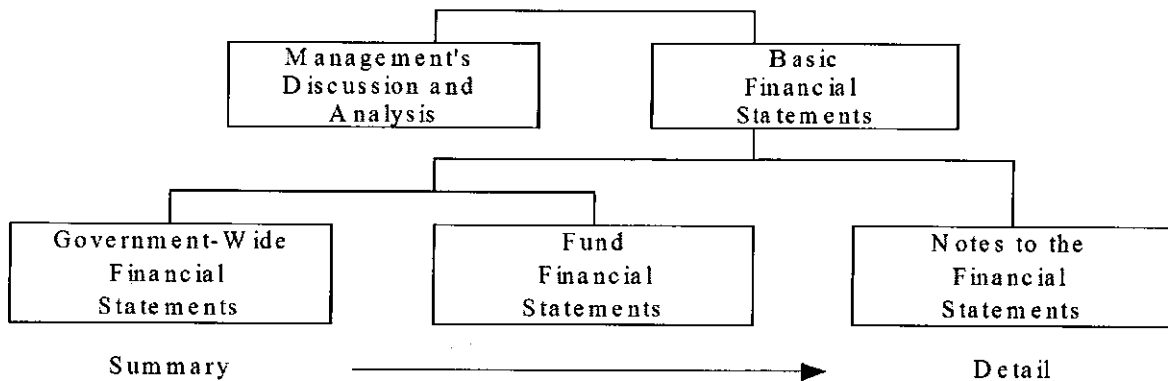 Management's
Discussion and
Analysis
Basic
Financial
Statements
Government-Wide
Financial
Statements
Fund
Financial
Statements
Notes to the
Financial
Statements
Summary
Detail